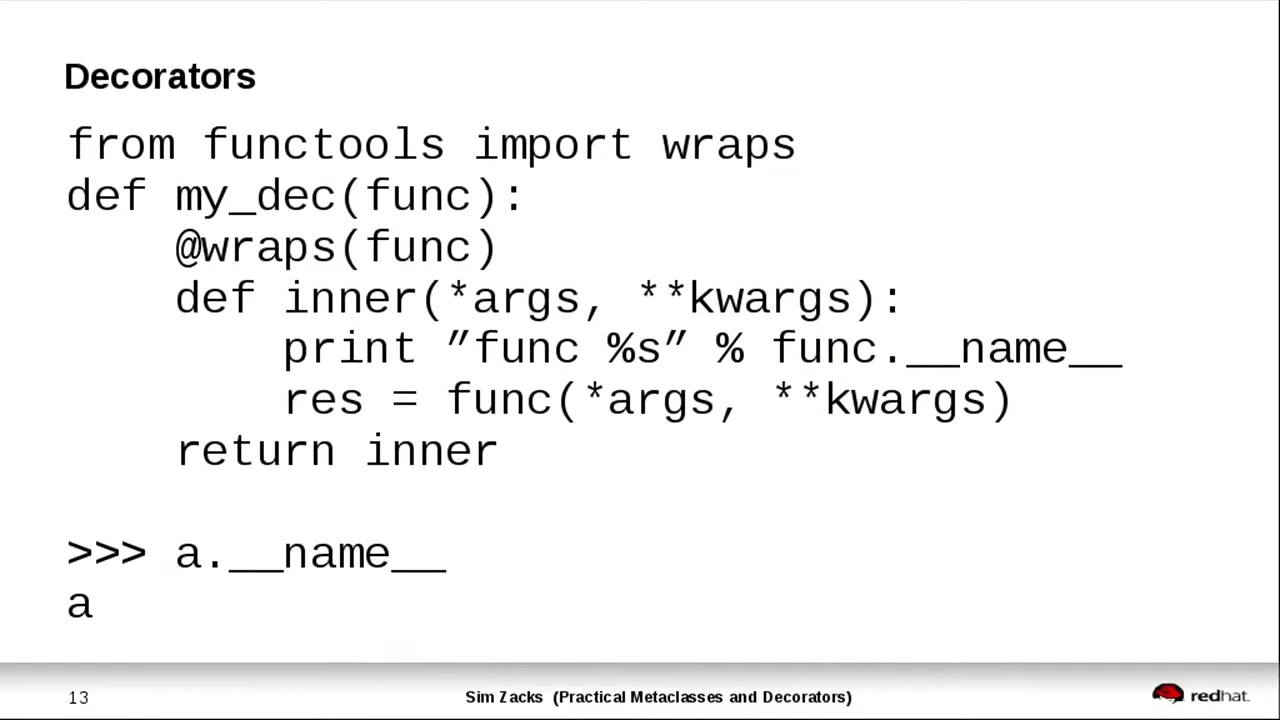 Decorators
from functools import wraps
def my_dec(func):
    @wraps(func)
    def inner(*args, **kwargs):
        print ”func %s” % func.__name__
        res = func(*args, **kwargs)
    return inner
>>> a.__name__
a
13
Sim Zacks (Practical Metaclasses and Decorators)
redhat.